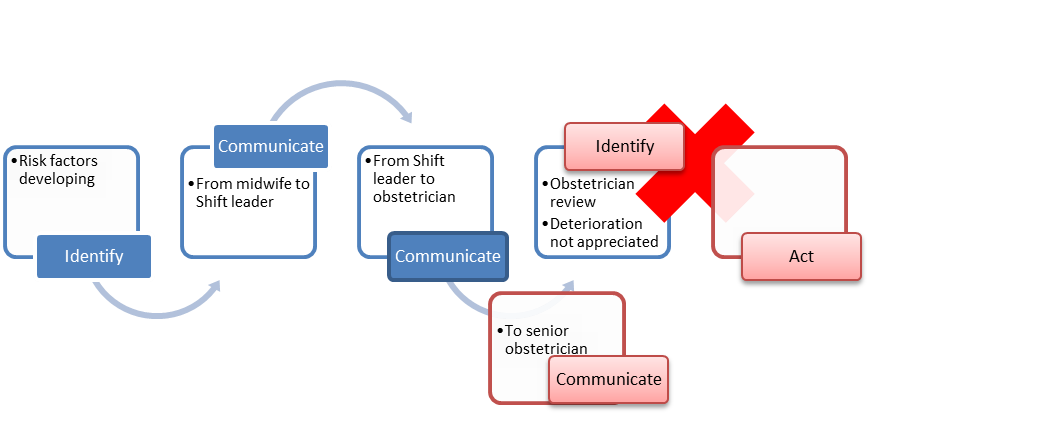 •Risk factors
developing
Identify
Communicate
•From midwife to
Shift leader
•From Shift
leader to
obstetrician
Communicate
Identify
•Obstetrician
review
•Deterioration
not appreciated
Act
•To senior
obstetrician
Communicate